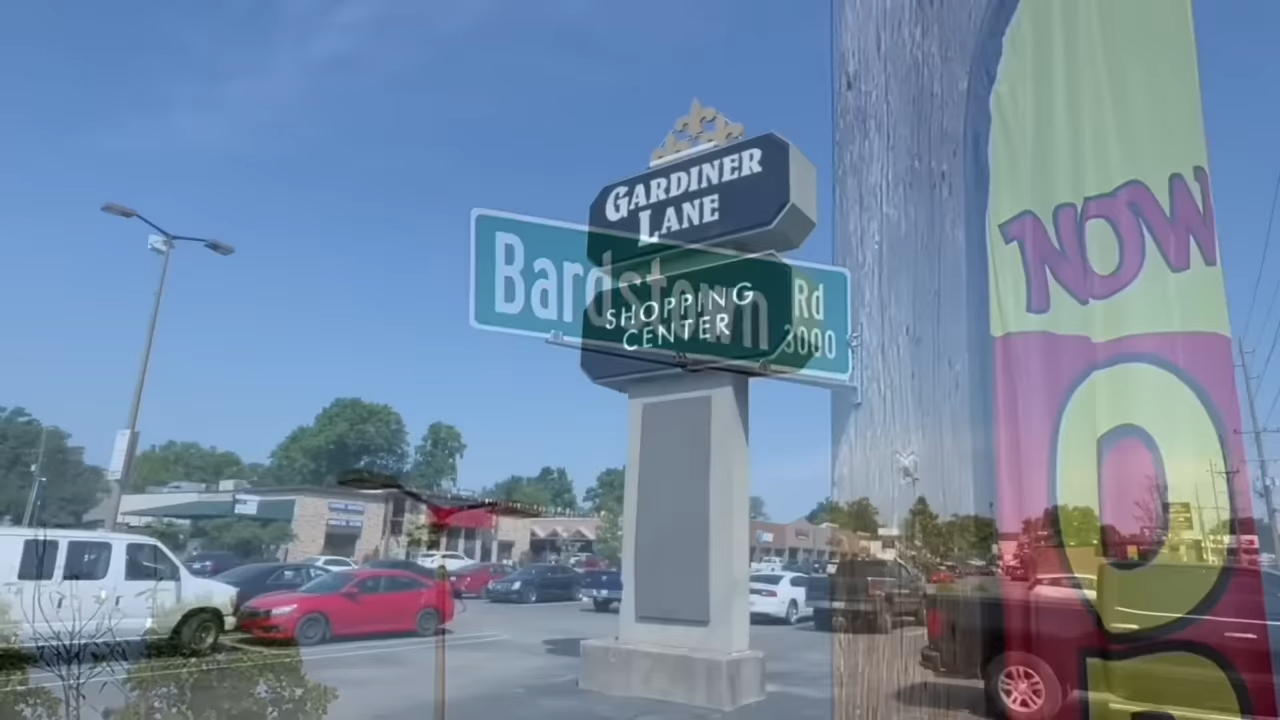 GARDINER
LANE
Bardstown Rd
3000
SHOPPING
CENTER
NOW